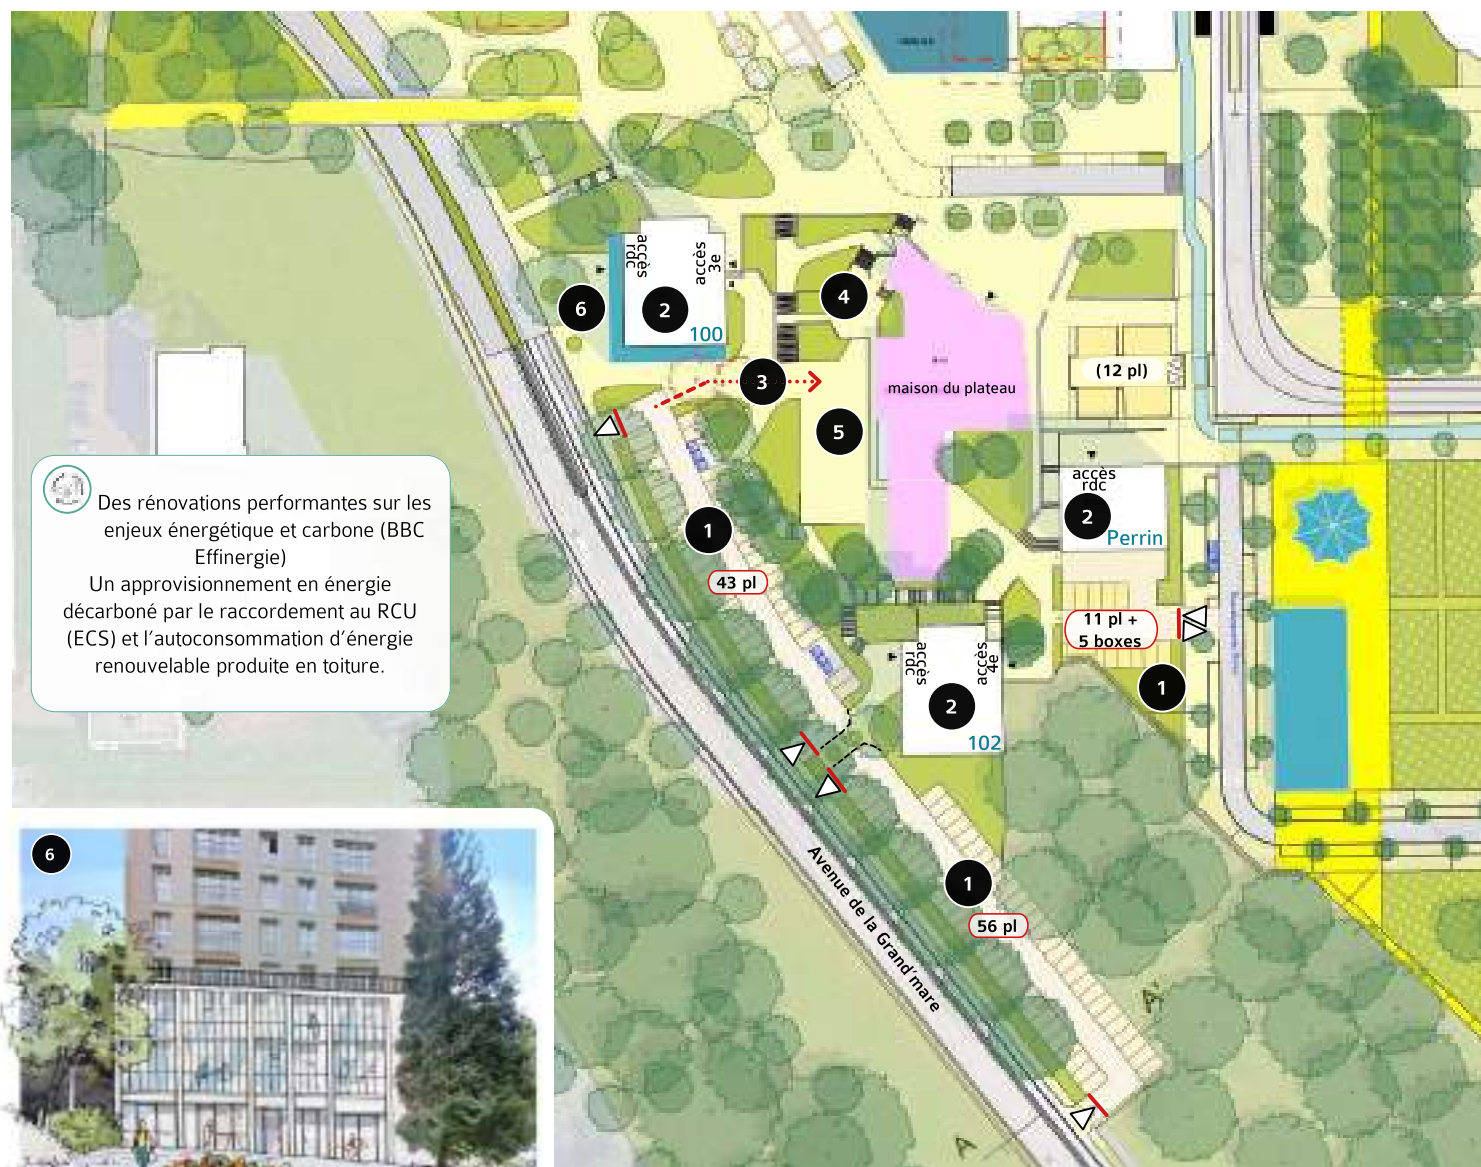 accès
rdc
accès
3e
6
2
100
4
3
maison du plateau
(12 pl)
5
accès
rdc
2
Perrin
1
43 pl
11 pl +
5 boxes
1
accès
rdc
accès
4e
2
102
Des rénovations performantes sur les
enjeux énergétique et carbone (BBC
Effinergie)
Un approvisionnement en énergie
décarboné par le raccordement au RCU
(ECS) et l'autoconsommation d'énergie
renouvelable produite en toiture.
6
Avenue de la Grand'mare
1
56 pl
A'
A